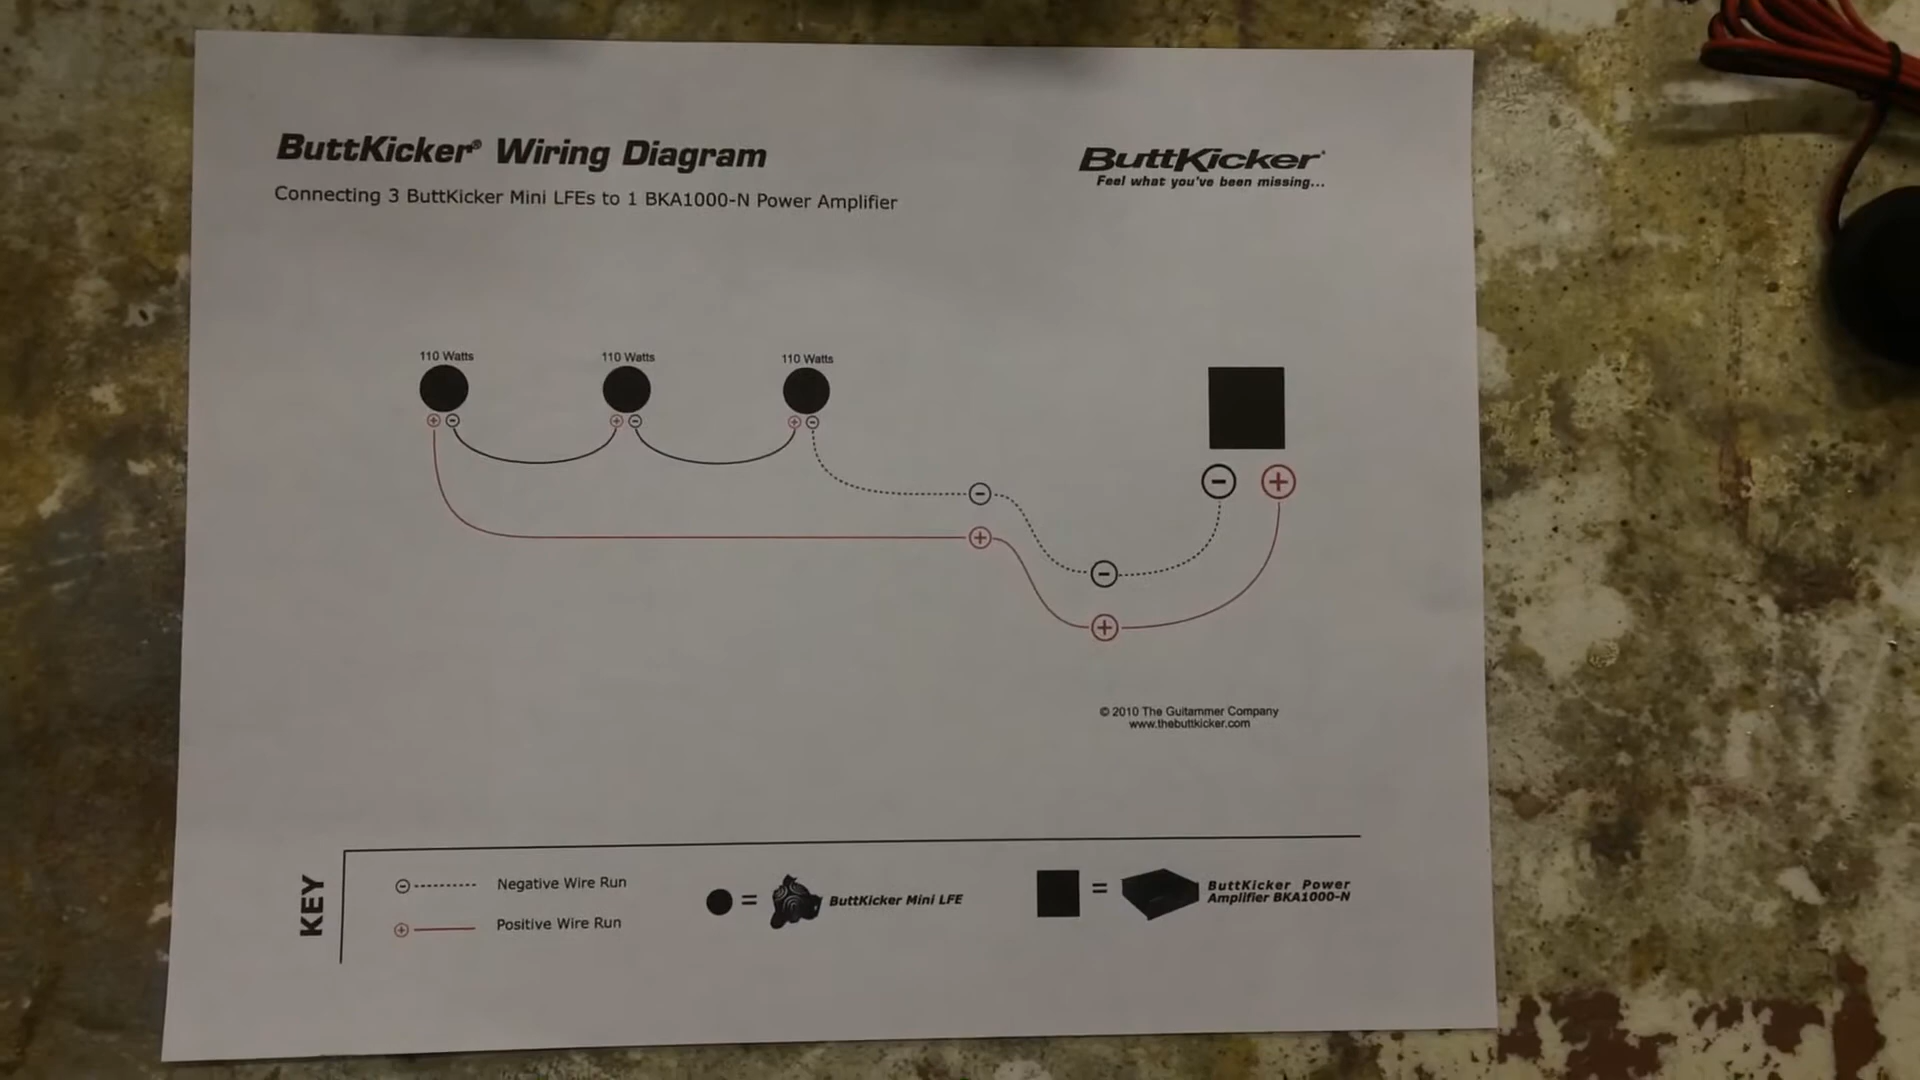 ButtKicker® Wiring Diagram
Connecting 3 ButtKicker Mini LFEs to 1 BKA1000-N Power Amplifier
ButtKicker
Feel what you've been missing...
110 Watts
110 Watts
110 Watts
+ -
+ -
+ -
- +
-
+
-
+
© 2010 The Guitammer Company
www.thebuttkicker.com
KEY
- Negative Wire Run
+ Positive Wire Run
= ButtKicker Mini LFE
= ButtKicker Power
Amplifier BKA1000-N